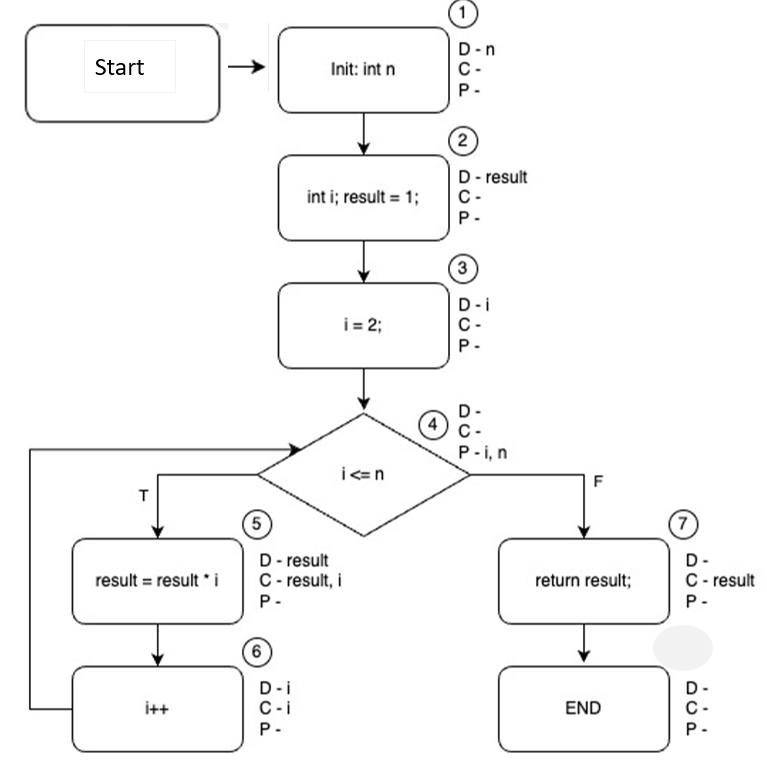 Start
1
Init: int n
D - n
C -
P -
2
int i; result = 1;
D - result
C -
P -
3
i = 2;
D - i
C -
P -
4
D -
C -
P - i, n
i <= n
T
F
5
result = result * i
D - result
C - result, i
P -
7
return result;
D -
C - result
P -
6
i++
D - i
C - i
P -
END
D -
C -
P -